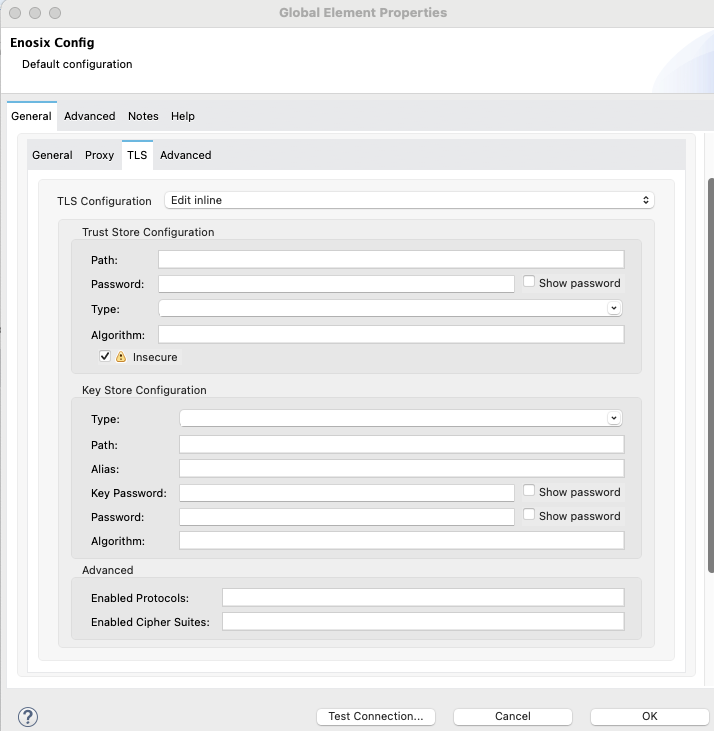 Global Element Properties
Enosix Config
Default configuration
General Advanced Notes Help
General Proxy TLS Advanced
TLS Configuration Edit inline
Trust Store Configuration
Path:
Password: Show password
Type:
Algorithm:
Insecure
Key Store Configuration
Type:
Path:
Alias:
Key Password: Show password
Password: Show password
Algorithm:
Advanced
Enabled Protocols:
Enabled Cipher Suites:
? Test Connection... Cancel OK